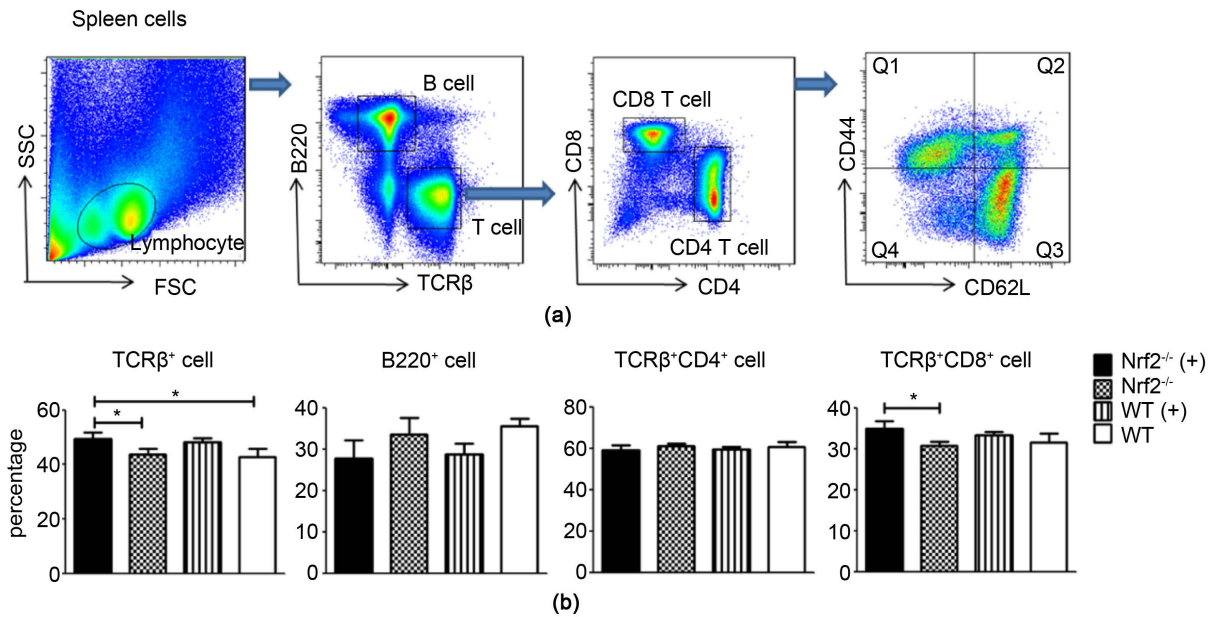 Spleen cells
SSC
Lymphocyte
FSC
B220
B cell
T cell
TCRβ
CD8
CD8 T cell
CD4 T cell
CD4
CD44
Q1
Q2
Q4
Q3
CD62L
(a)
TCRβ⁺ cell
B220⁺ cell
TCRβ⁺CD4⁺ cell
TCRβ⁺CD8⁺ cell
percentage
60
40
20
0
*
*
40
30
20
10
0
80
60
40
20
0
40
30
20
10
0
*
Nrf2⁻/⁻ (+)
Nrf2⁻/⁻
WT (+)
WT
(b)